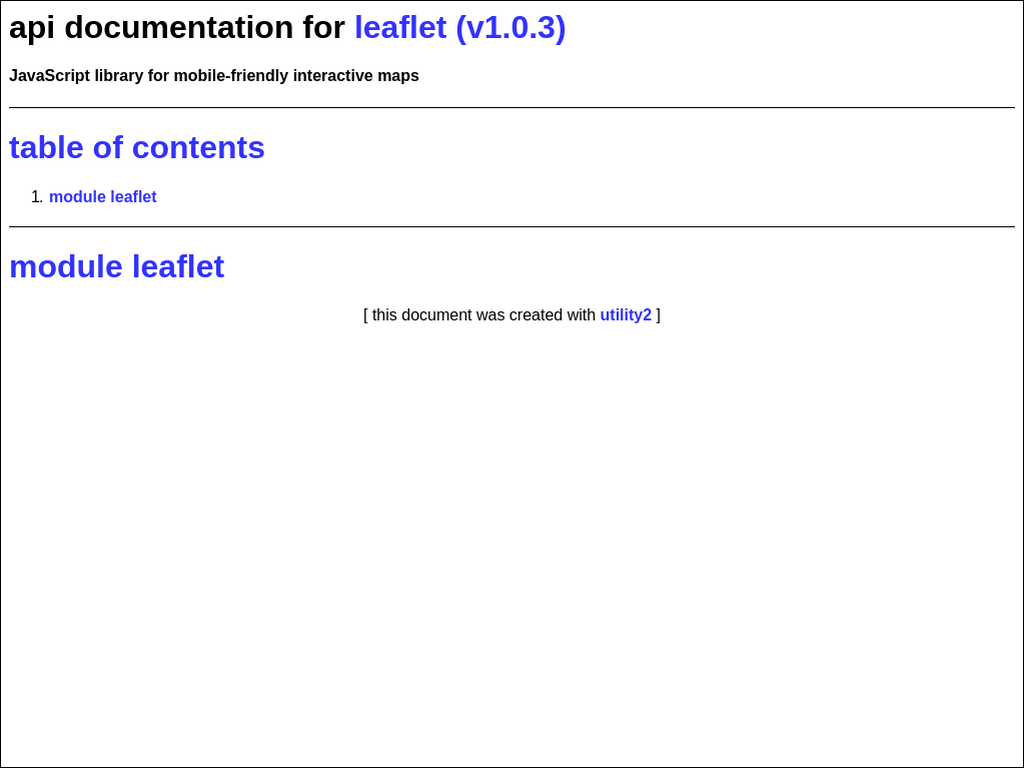 api documentation for leaflet (v1.0.3)
JavaScript library for mobile-friendly interactive maps
table of contents
1. module leaflet
module leaflet
[ this document was created with utility2 ]